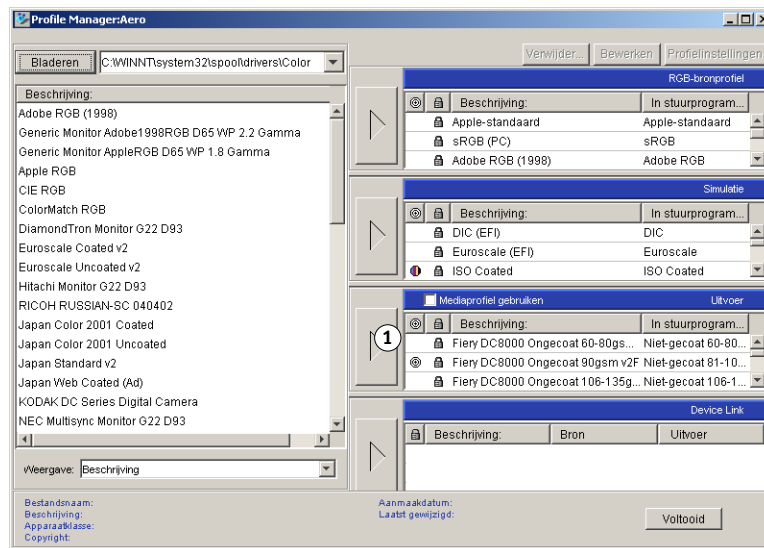 Profile Manager:Aero
Bladeren
C:\WINNT\system32\spool\drivers\Color
Verwijder...
Bewerken
Profielinstellingen
Beschrijving:
Adobe RGB (1998)
Generic Monitor Adobe1998RGB D65 WP 2.2 Gamma
Generic Monitor AppleRGB D65 WP 1.8 Gamma
Apple RGB
CIE RGB
ColorMatch RGB
DiamondTron Monitor G22 D93
Euroscale Coated v2
Euroscale Uncoated v2
Hitachi Monitor G22 D93
RICOH RUSSIAN-SC 040402
Japan Color 2001 Coated
Japan Color 2001 Uncoated
Japan Standard v2
Japan Web Coated (Ad)
KODAK DC Series Digital Camera
NEC Multisync Monitor G22 D93
Weergave: Beschrijving
RGB-bronprofiel
Beschrijving: In stuurprogram...
Apple-standaard Apple-standaard
sRGB (PC) sRGB
Adobe RGB (1998) Adobe RGB
Simulatie
Beschrijving: In stuurprogram...
DIC (EFI) DIC
Euroscale (EFI) Euroscale
ISO Coated ISO Coated
Mediaprofiel gebruiken Uitvoer
1
Beschrijving: In stuurprogram...
Fiery DC8000 Ongecoat 60-80gs... Niet-gecoat 60-80...
Fiery DC8000 Ongecoat 90gsm v2F Niet-gecoat 81-10...
Fiery DC8000 Ongecoat 106-135g... Niet-gecoat 106-1...
Device Link
Beschrijving: Bron Uitvoer
Bestandsnaam:
Beschrijving:
Apparaatklasse:
Copyright:
Aanmaakdatum:
Laatst gewijzigd:
Voltooid